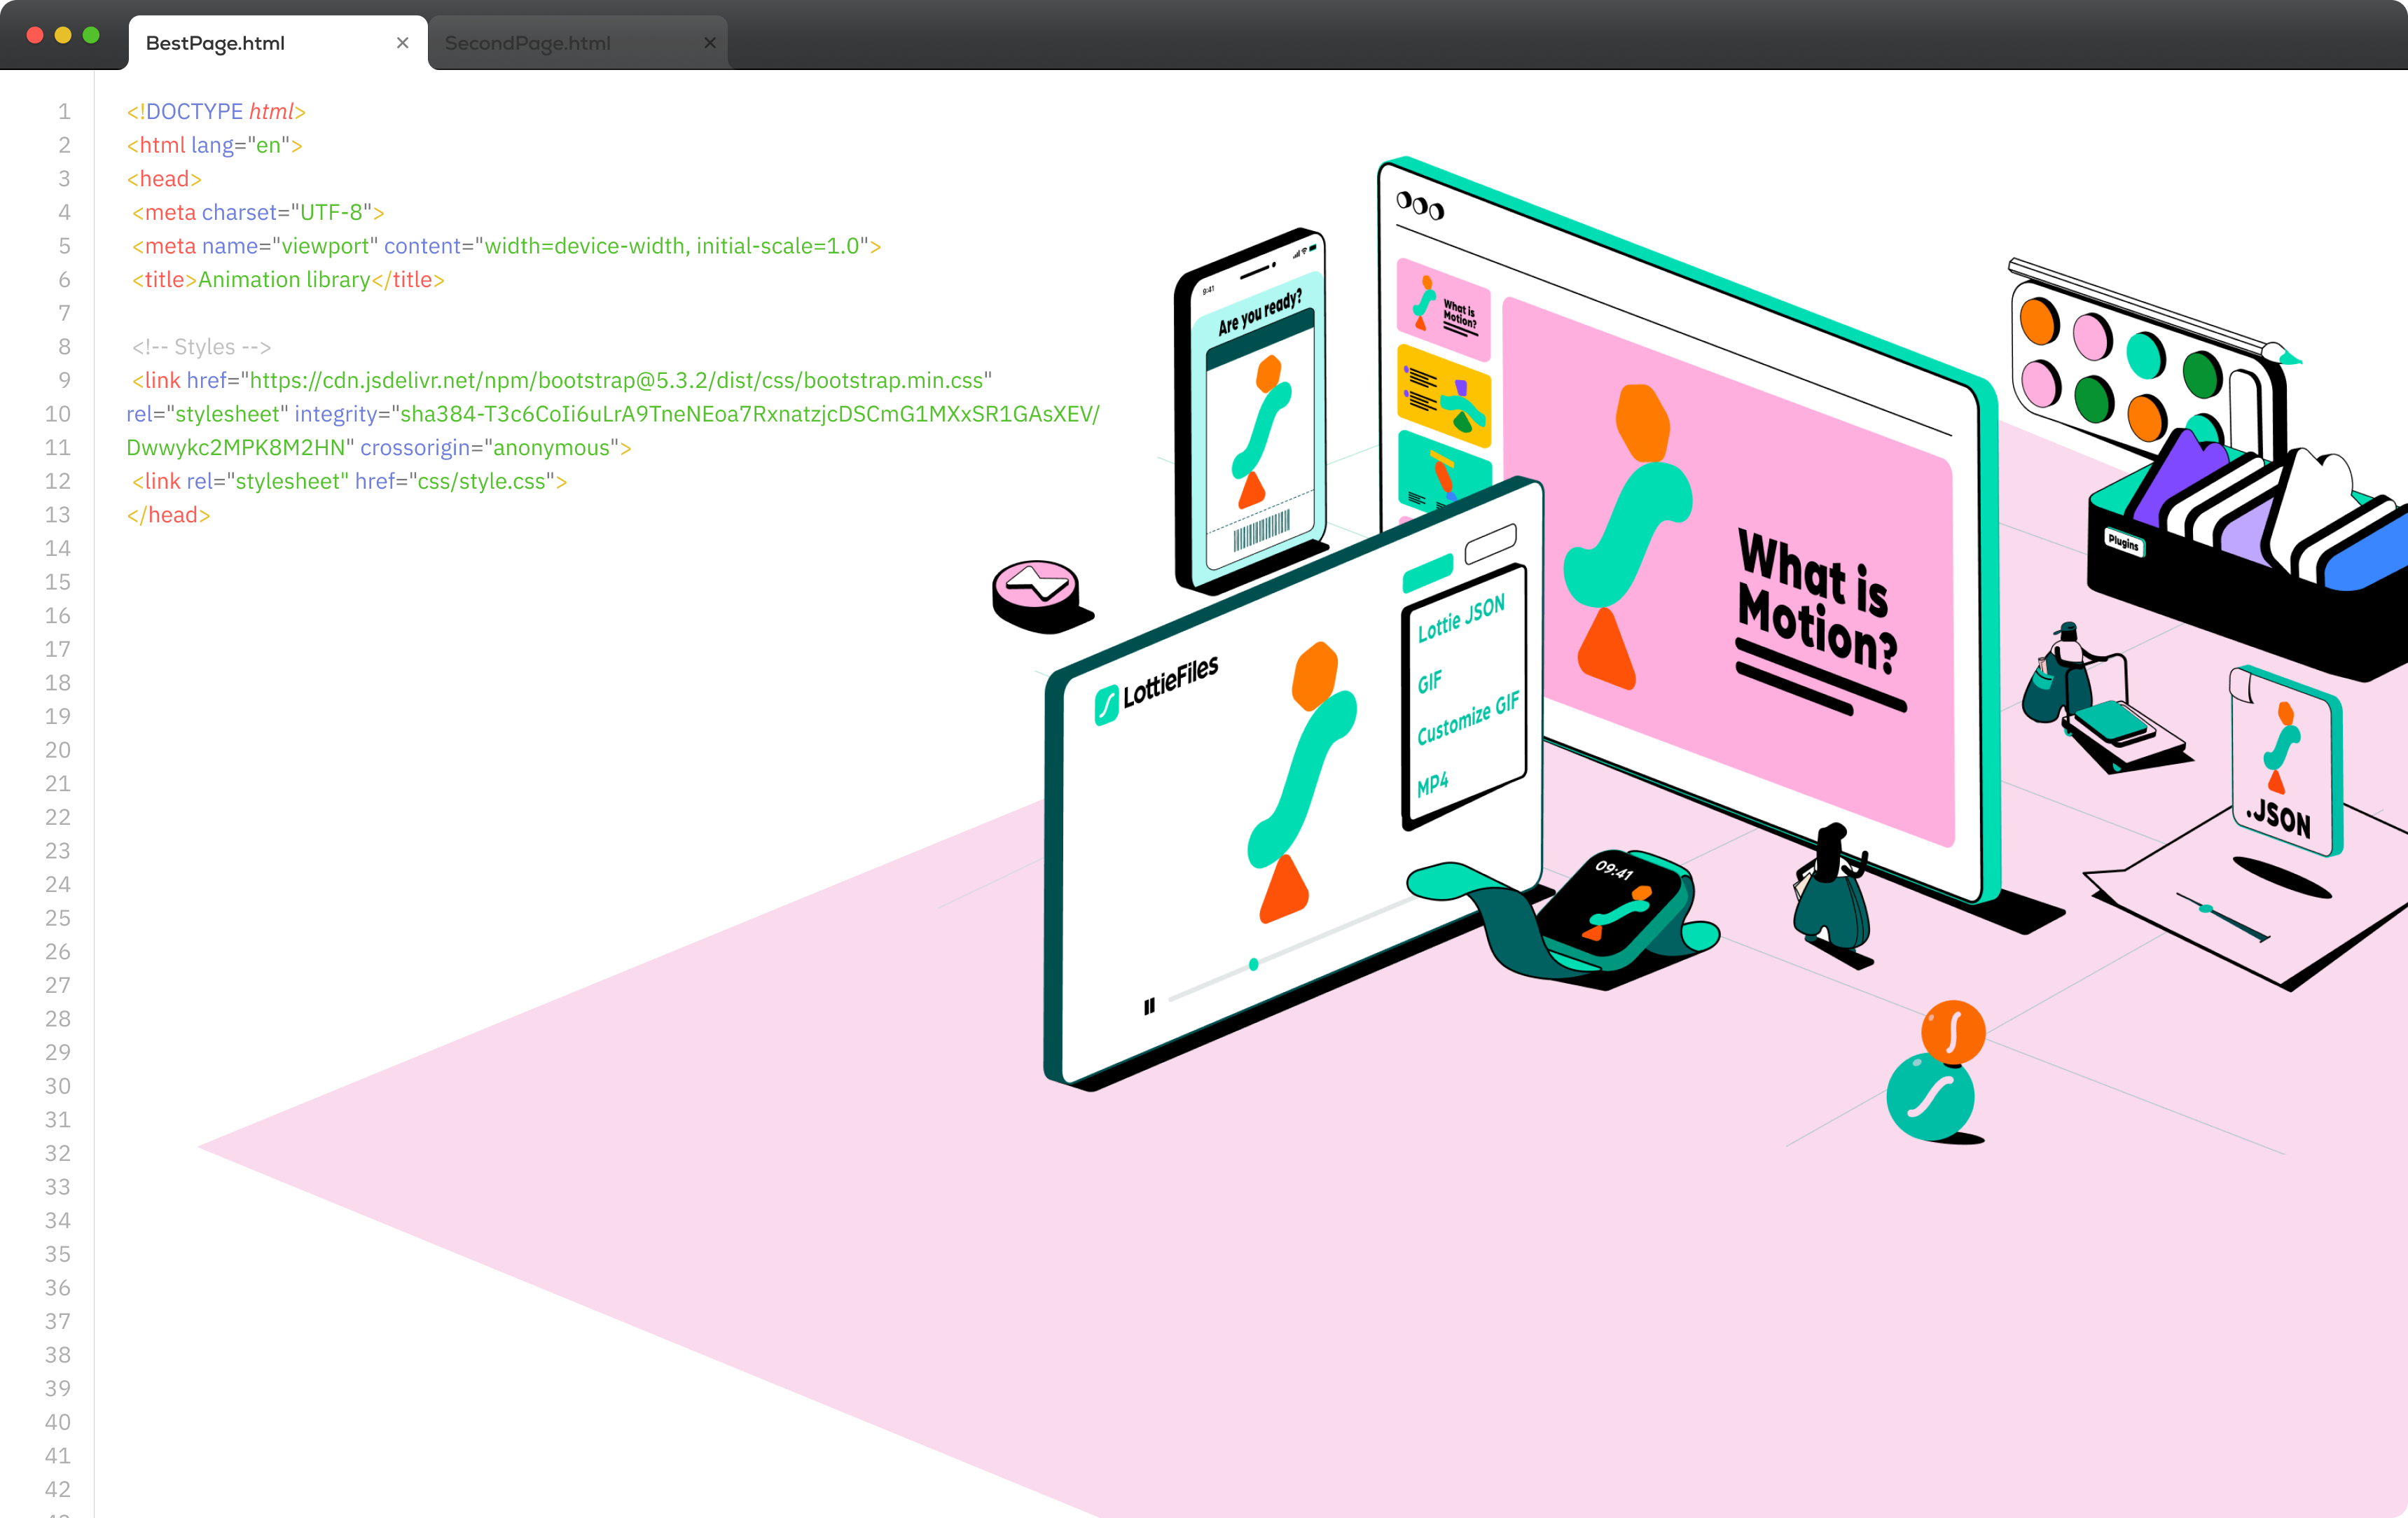 BestPage.html
SecondPage.html
1 <!DOCTYPE html>
2 <html lang="en">
3 <head>
4 <meta charset="UTF-8">
5 <meta name="viewport" content="width=device-width, initial-scale=1.0">
6 <title>Animation library</title>
7
8 <!-- Styles -->
9 <link href="https://cdn.jsdelivr.net/npm/bootstrap@5.3.2/dist/css/bootstrap.min.css"
10 rel="stylesheet" integrity="sha384-T3c6CoIi6uLrA9TneNEoa7RxnatzjcDSCmG1MXxSR1GAsXEV/
11 Dwwykc2MPK8M2HN" crossorigin="anonymous">
12 <link rel="stylesheet" href="css/style.css">
13 </head>
14
15
16
17
18
19
20
21
22
23
24
25
26
27
28
29
30
31
32
33
34
35
36
37
38
39
40
41
42
9:41
Are you ready?
What is
Motion?
What is
Motion?
Plugins
LottieFiles
Lottie JSON
GIF
Customize GIF
MP4
09:41
.JSON